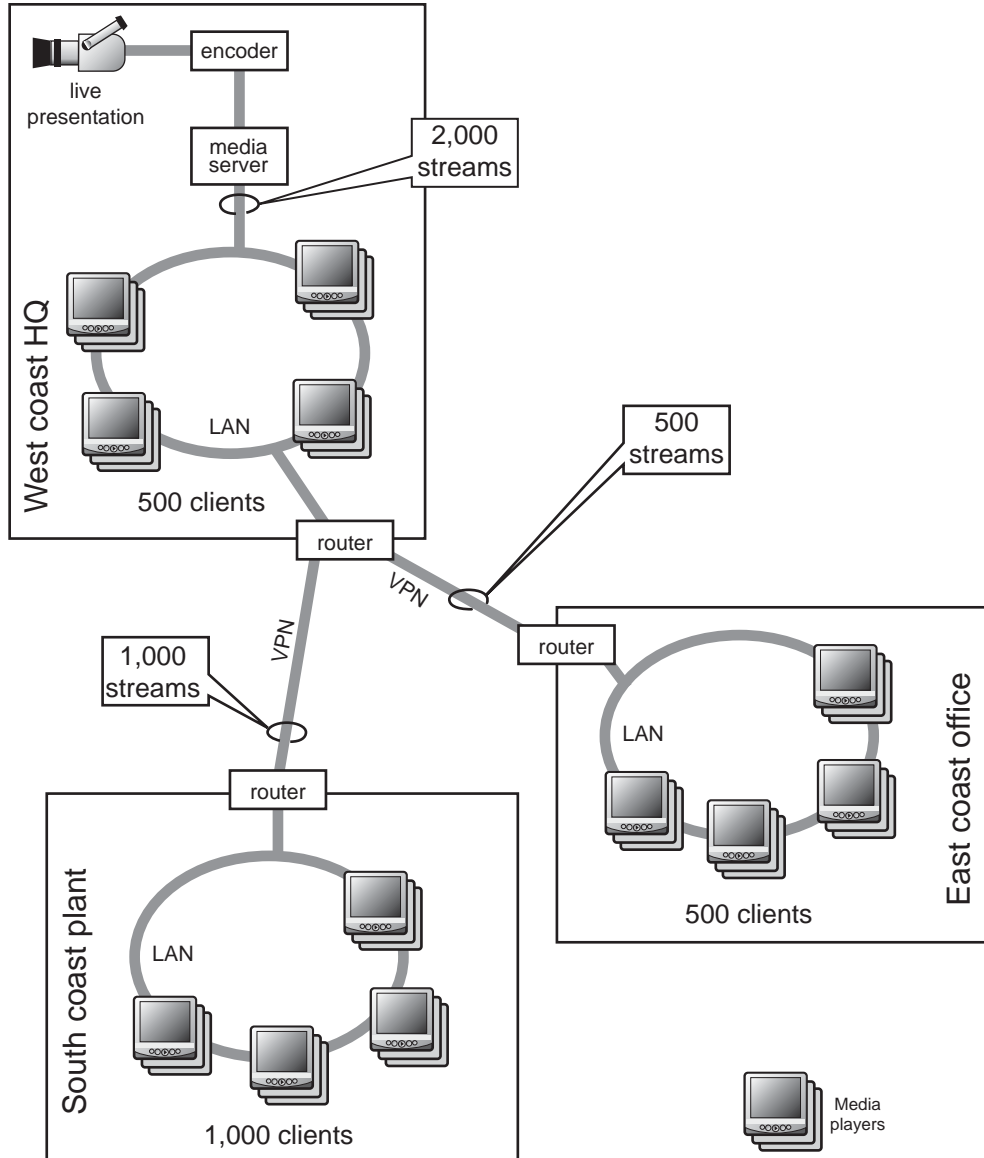 encoder
live
presentation
media
server
2,000
streams
West coast HQ
LAN
500 clients
router
500
streams
VPN
VPN
1,000
streams
router
LAN
East coast office
500 clients
router
South coast plant
LAN
1,000 clients
Media
players